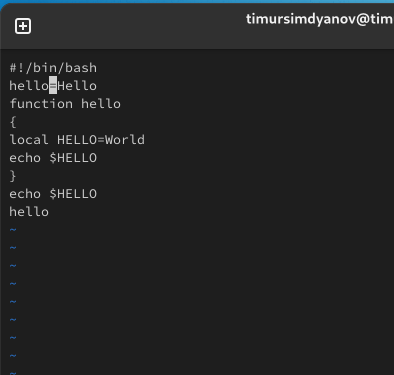 timursimdyanov@tim
#!/bin/bash
hello=Hello
function hello
{
local HELLO=World
echo $HELLO
}
echo $HELLO
hello
~
~
~
~
~
~
~
~
~